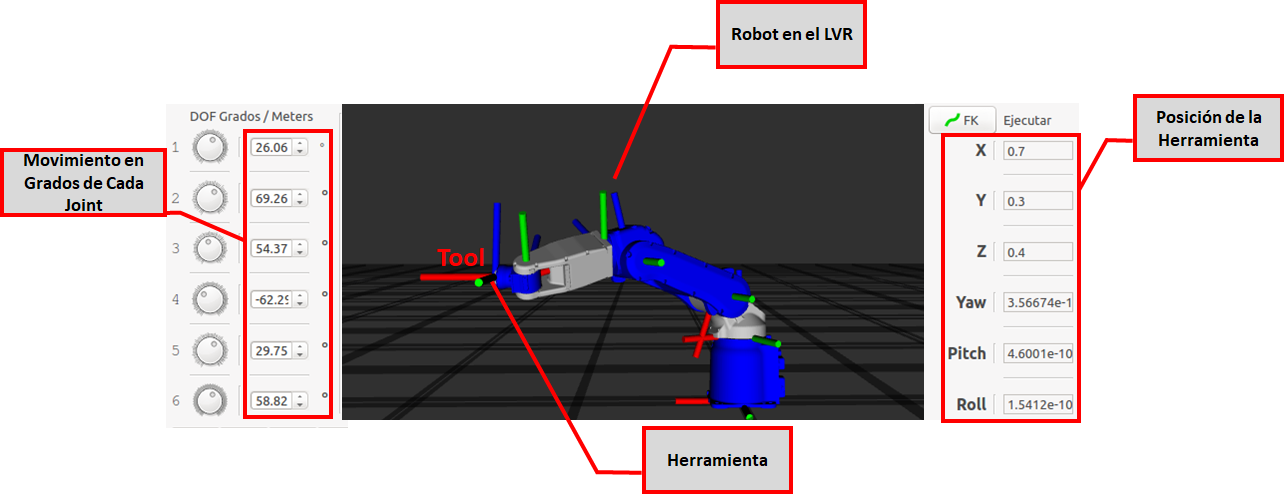 Robot en el LVR
DOF Grados / Meters
1 26.06 °
2 69.26 °
3 54.37 °
4 -62.29 °
5 29.75 °
6 58.82 °
Movimiento en
Grados de Cada
Joint
Tool
Herramienta
FK Ejecutar
X 0.7
Y 0.3
Z 0.4
Yaw 3.56674e-1
Pitch 4.6001e-10
Roll 1.5412e-10
Posición de la
Herramienta